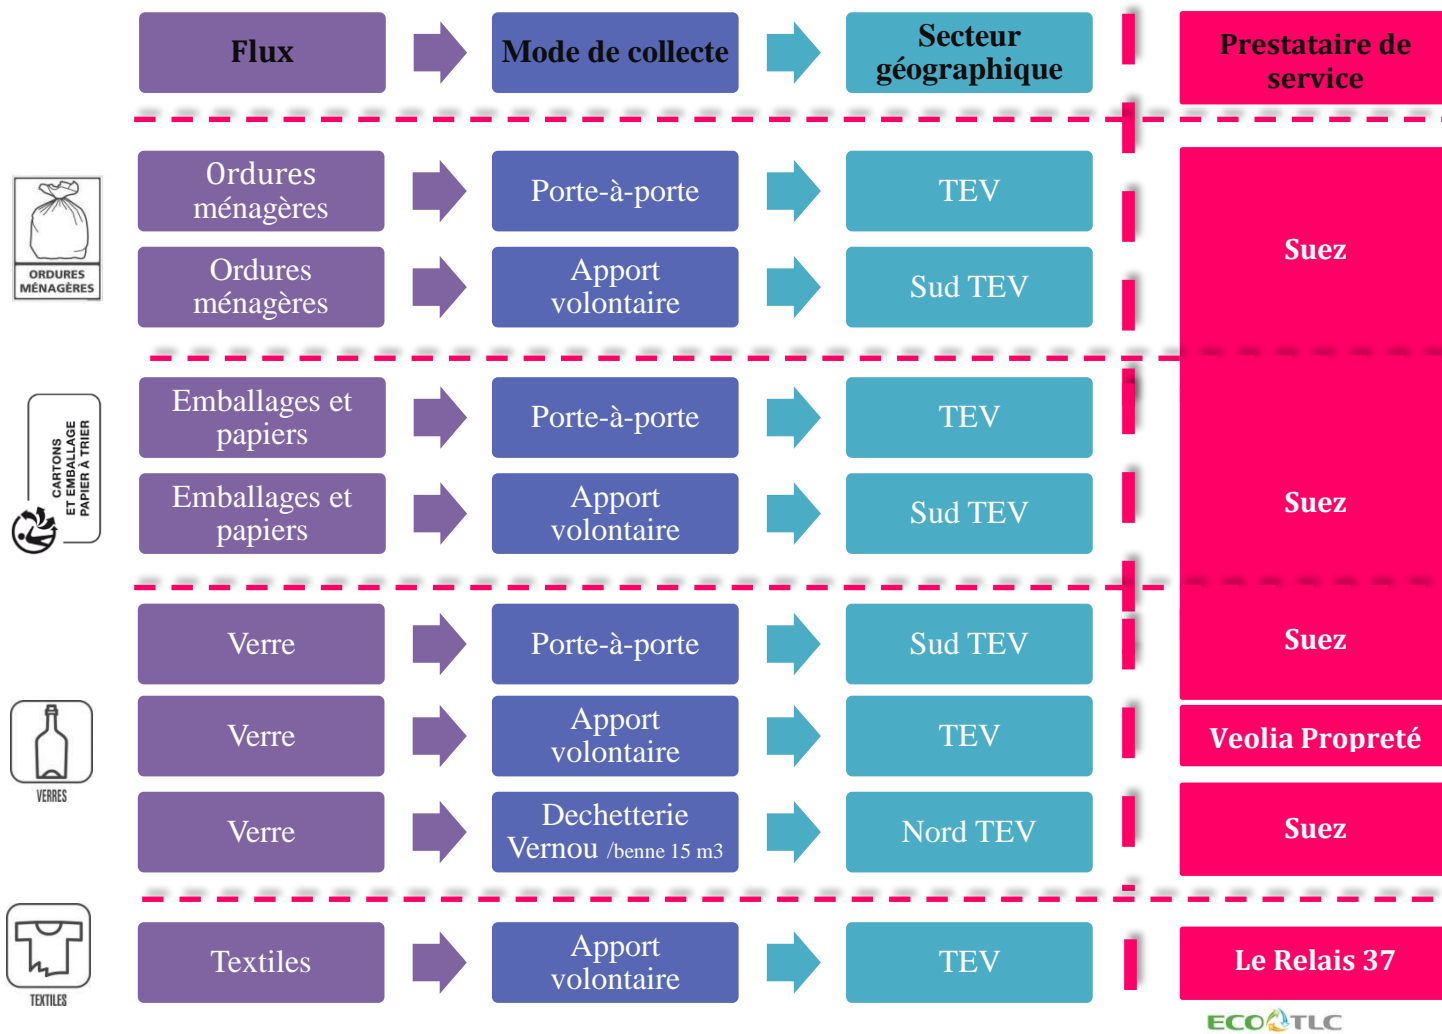 Flux
Mode de collecte
Secteur
géographique
Prestataire de
service
ORDURES
MÉNAGÈRES
Ordures
ménagères
Porte-à-porte
TEV
Suez
Ordures
ménagères
Apport
volontaire
Sud TEV
CARTONS
ET EMBALLAGE
PAPIER À TRIER
Emballages et
papiers
Porte-à-porte
TEV
Emballages et
papiers
Apport
volontaire
Sud TEV
Suez
Verre
Porte-à-porte
Sud TEV
Suez
VERRES
Verre
Apport
volontaire
TEV
Veolia Propreté
Verre
Dechetterie
Vernou /benne 15 m3
Nord TEV
Suez
TEXTILES
Textiles
Apport
volontaire
TEV
Le Relais 37
ECO TLC